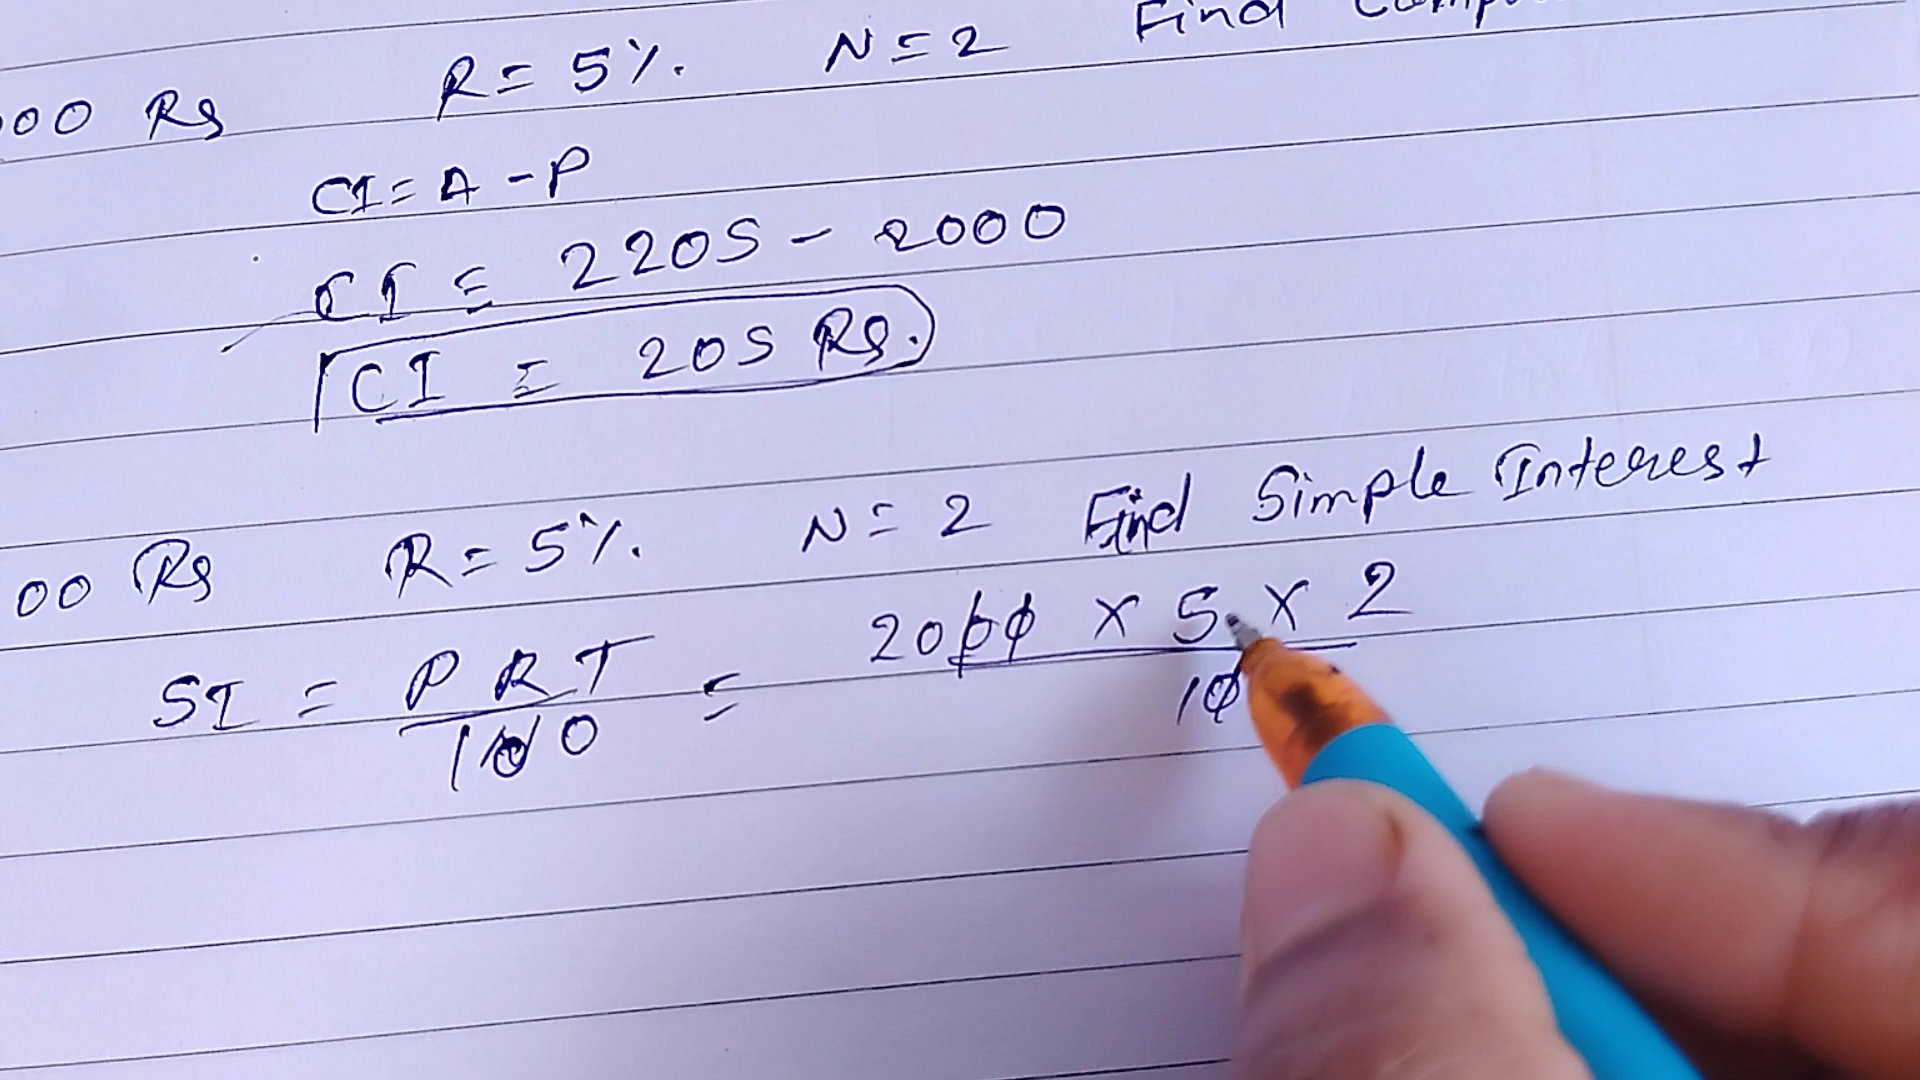 00 Rs R = 5%. N = 2 Find
CI = A - P
CI = 2205 - 2000
CI = 205 Rs.
00 Rs R = 5%. N = 2 Find Simple Interest
SI = PRT/100 = 2000 x 5 x 2/10